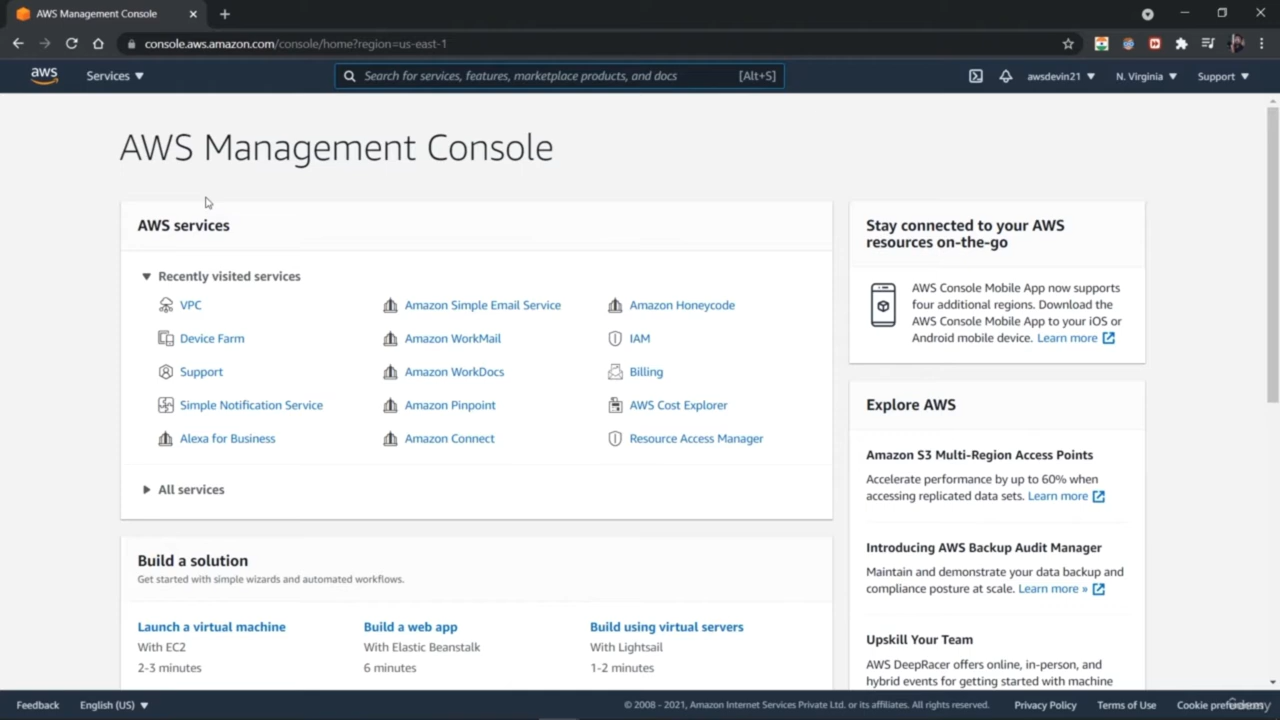 AWS Management Console
console.aws.amazon.com/console/home?region=us-east-1
aws
Services
Search for services, features, marketplace products, and docs
[Alt+S]
awsdevin21
N. Virginia
Support
AWS Management Console
AWS services
Recently visited services
VPC
Amazon Simple Email Service
Amazon Honeycode
Device Farm
Amazon WorkMail
IAM
Support
Amazon WorkDocs
Billing
Simple Notification Service
Amazon Pinpoint
AWS Cost Explorer
Alexa for Business
Amazon Connect
Resource Access Manager
All services
Build a solution
Get started with simple wizards and automated workflows.
Launch a virtual machine
With EC2
2-3 minutes
Build a web app
With Elastic Beanstalk
6 minutes
Build using virtual servers
With Lightsail
1-2 minutes
Stay connected to your AWS
resources on-the-go
AWS Console Mobile App now supports
four additional regions. Download the
AWS Console Mobile App to your iOS or
Android mobile device. Learn more
Explore AWS
Amazon S3 Multi-Region Access Points
Accelerate performance by up to 60% when
accessing replicated data sets. Learn more
Introducing AWS Backup Audit Manager
Maintain and demonstrate your data backup and
compliance posture at scale. Learn more »
Upskill Your Team
AWS DeepRacer offers online, in-person, and
hybrid events for getting started with machine
Feedback
English (US)
© 2008 - 2021, Amazon Internet Services Private Ltd. or its affiliates. All rights reserved.
Privacy Policy
Terms of Use
Cookie preferences
Udemy